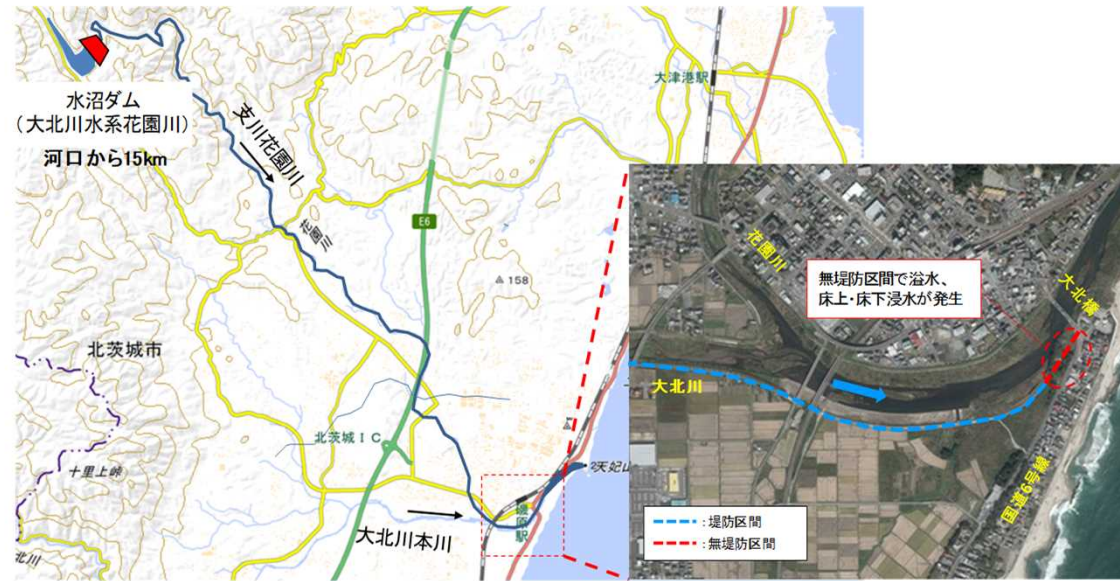 水沼ダム
（大北川水系花園川）
河口から15km
支川花園川
花園川
大津港駅
E6
158
北茨城市
十里上峠
北茨城ＩＣ
大北川本川
磯原駅
天妃山
北川
花園川
無堤防区間で溢水、
床上・床下浸水が発生
大北橋
大北川
国道6号線
：堤防区間
：無堤防区間